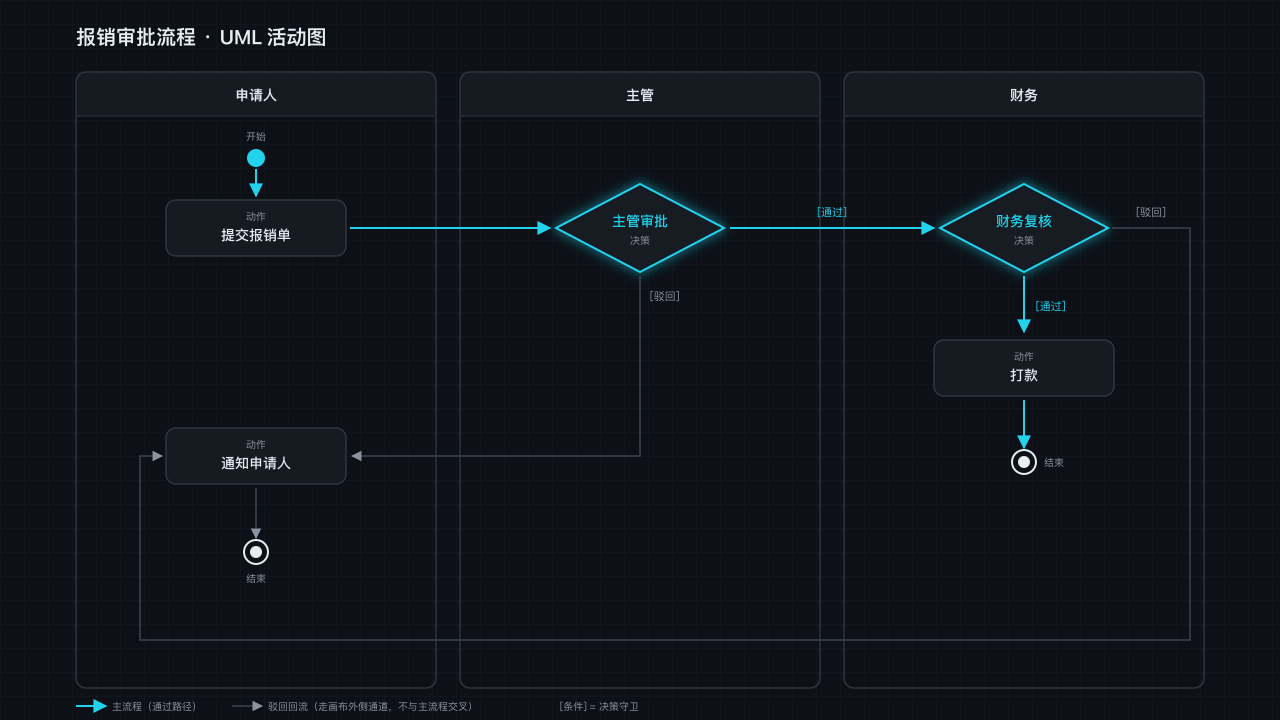 报销审批流程 · UML 活动图
申请人
主管
财务
开始
动作
提交报销单
主管审批
决策
[驳回]
[通过]
财务复核
决策
[驳回]
[通过]
动作
打款
结束
动作
通知申请人
结束
主流程（通过路径）
驳回回流（走画布外侧通道，不与主流程交叉）
[条件] = 决策守卫